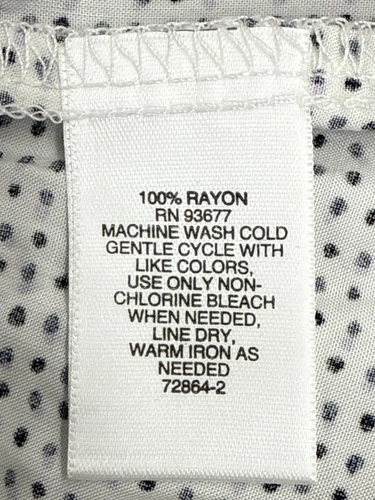 100% RAYON
RN 93677
MACHINE WASH COLD
GENTLE CYCLE WITH
LIKE COLORS,
USE ONLY NON-
CHLORINE BLEACH
WHEN NEEDED,
LINE DRY,
WARM IRON AS
NEEDED
72864-2